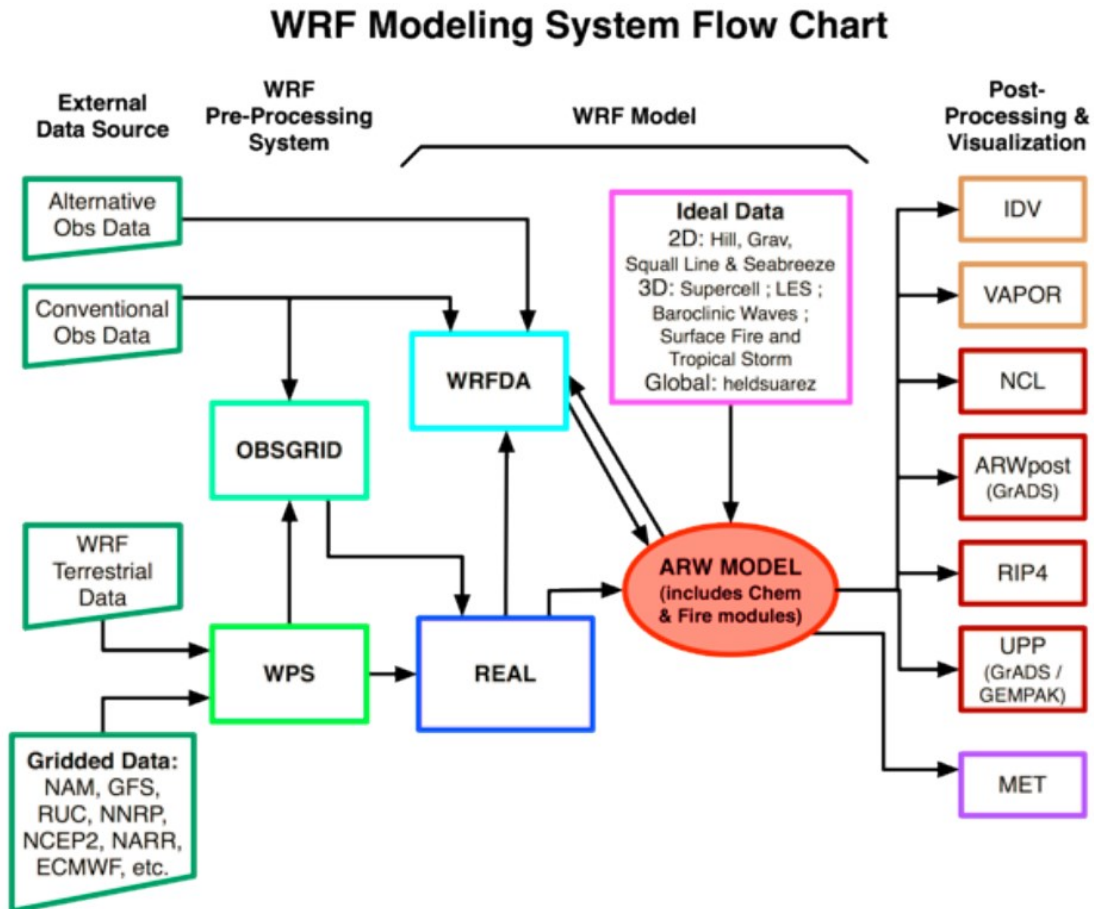 WRF Modeling System Flow Chart
External
Data Source
WRF
Pre-Processing
System
WRF Model
Post-
Processing &
Visualization
Alternative
Obs Data
Conventional
Obs Data
WRF
Terrestrial
Data
Gridded Data:
NAM, GFS,
RUC, NNRP,
NCEP2, NARR,
ECMWF, etc.
OBSGRID
WPS
WRFDA
REAL
Ideal Data
2D: Hill, Grav,
Squall Line & Seabreeze
3D: Supercell ; LES ;
Baroclinic Waves ;
Surface Fire and
Tropical Storm
Global: heldsuarez
ARW MODEL
(includes Chem
& Fire modules)
IDV
VAPOR
NCL
ARWpost
(GrADS)
RIP4
UPP
(GrADS /
GEMPAK)
MET